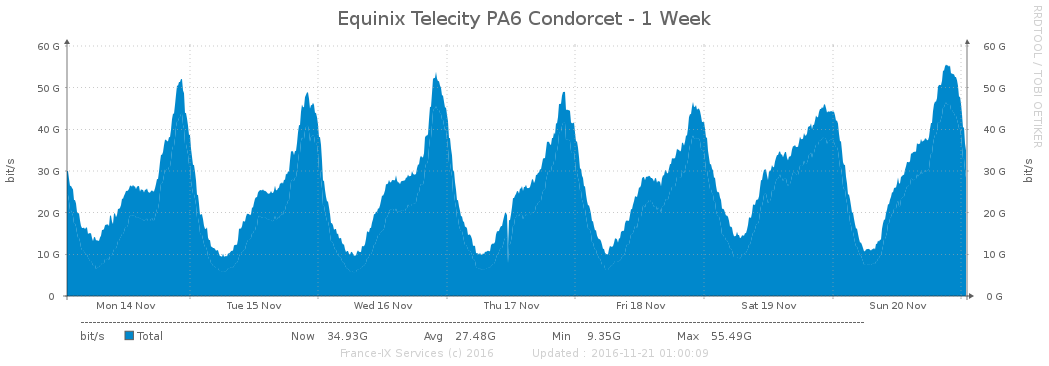 Equinix Telecity PA6 Condorcet - 1 Week
RRDTOOL / TOBI OETIKER
60 G 60 G
50 G 50 G
40 G 40 G
30 G 30 G
20 G 20 G
10 G 10 G
0 0 G
bit/s
bit/s
Mon 14 Nov Tue 15 Nov Wed 16 Nov Thu 17 Nov Fri 18 Nov Sat 19 Nov Sun 20 Nov
bit/s Total Now 34.93G Avg 27.48G Min 9.35G Max 55.49G
France-IX Services (c) 2016 Updated : 2016-11-21 01:00:09